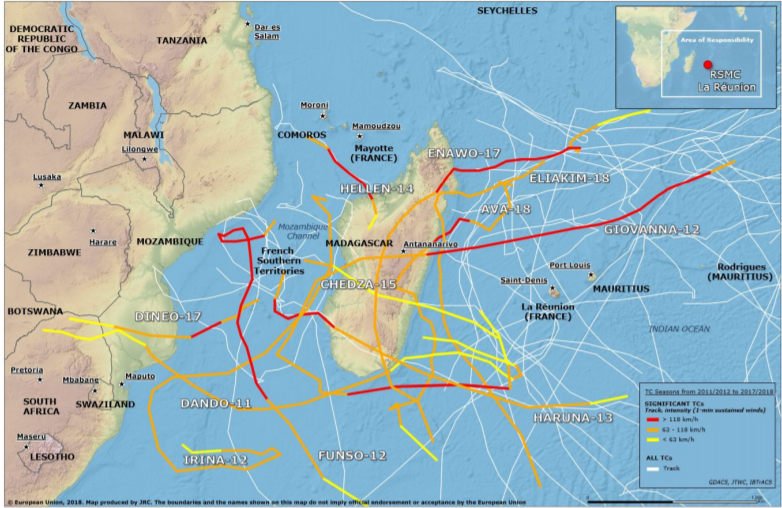 SEYCHELLES
DEMOCRATIC
REPUBLIC
OF THE CONGO
TANZANIA
Dar es
Salam
Area of Responsibility
RSMC
La Réunion
ZAMBIA
Moroni
COMOROS
Mamoudzou
Mayotte
(FRANCE)
MALAWI
Lilongwe
ENAWO-17
ELIAKIM-18
HELLEN-14
Lusaka
AVA-18
GIOVANNA-12
Mozambique
Channel
Harare
MOZAMBIQUE
MADAGASCAR
Antananarivo
ZIMBABWE
French
Southern
Territories
CHEDZA-15
Port Louis
Saint-Denis
MAURITIUS
Rodrigues
(MAURITIUS)
La Réunion
(FRANCE)
BOTSWANA
DINEO-17
INDIAN OCEAN
Pretoria
Mbabane
Maputo
SOUTH
AFRICA
SWAZILAND
DANDO-11
HARUNA-13
Maseru
LESOTHO
IRINA-12
FUNSO-12
TC Seasons from 2011/2012 to 2017/2018
SIGNIFICANT TCs
Track, intensity (1-min sustained winds)
> 118 km/h
63 - 118 km/h
< 63 km/h
ALL TCs
Track
GDACS, JTWC, IBTrACS
© European Union, 2018. Map produced by JRC. The boundaries and the names shown on this map do not imply official endorsement or acceptance by the European Union